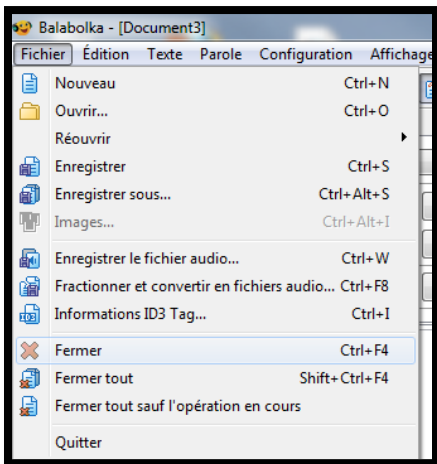 Balabolka - [Document3]
Fichier Édition Texte Parole Configuration Affichage
Nouveau Ctrl+N
Ouvrir... Ctrl+O
Réouvrir
Enregistrer Ctrl+S
Enregistrer sous... Ctrl+Alt+S
Images... Ctrl+Alt+I
Enregistrer le fichier audio... Ctrl+W
Fractionner et convertir en fichiers audio... Ctrl+F8
Informations ID3 Tag... Ctrl+I
Fermer Ctrl+F4
Fermer tout Shift+Ctrl+F4
Fermer tout sauf l'opération en cours
Quitter